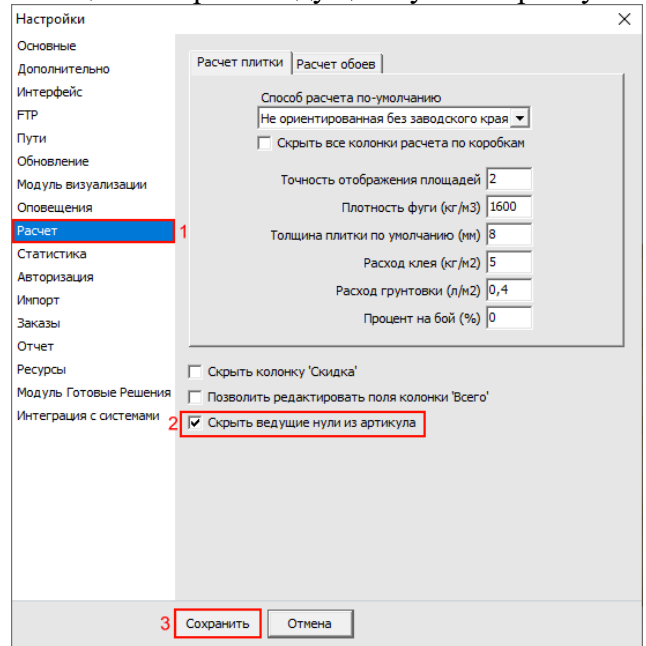 Настройки
Основные
Дополнительно
Интерфейс
FTP
Пути
Обновление
Модуль визуализации
Оповещения
Расчет
1
Статистика
Авторизация
Импорт
Заказы
Отчет
Ресурсы
Модуль Готовые Решения
Интеграция с системами
Расчет плитки Расчет обоев
Способ расчета по-умолчанию
Не ориентированная без заводского края
Скрыть все колонки расчета по коробкам
Точность отображения площадей 2
Плотность фуги (кг/м3) 1600
Толщина плитки по умолчанию (мм) 8
Расход клея (кг/м2) 5
Расход грунтовки (л/м2) 0,4
Процент на бой (%) 0
Скрыть колонку 'Скидка'
Позволить редактировать поля колонки 'Всего'
2 Скрыть ведущие нули из артикула
3 Сохранить Отмена